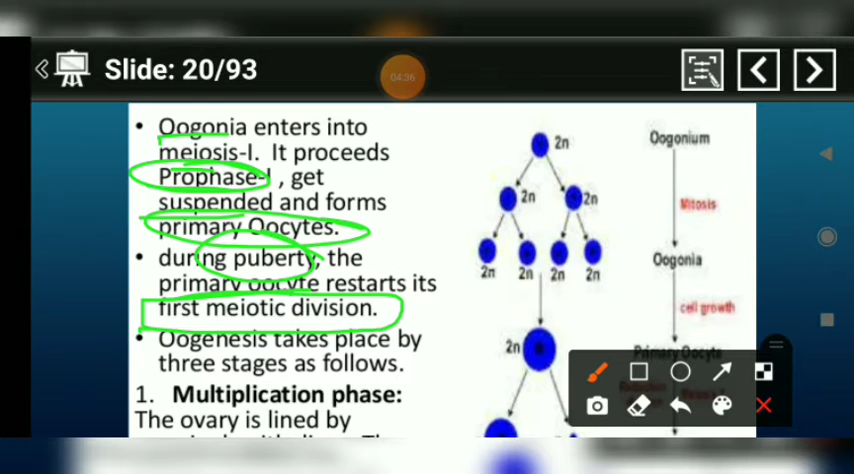 Slide: 20/93
04:36
• Oogonia enters into
meiosis-I. It proceeds
Prophase-I , get
suspended and forms
primary Oocytes.
• during puberty, the
primary oocyte restarts its
first meiotic division.
• Oogenesis takes place by
three stages as follows.
1. Multiplication phase:
The ovary is lined by
2n
Oogonium
2n
2n
Mitosis
2n
2n
2n
2n
Oogonia
cell growth
2n
Primary Oocyte